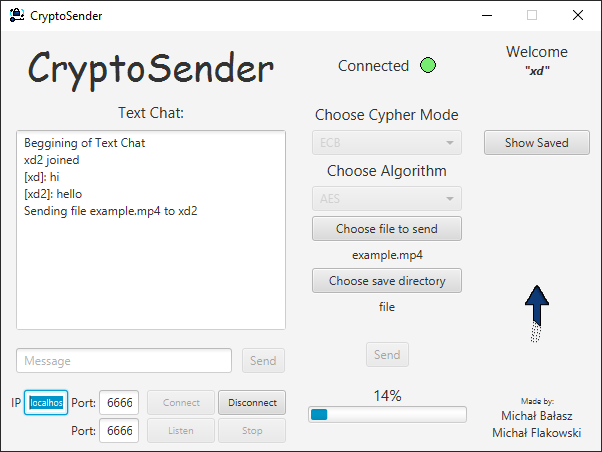 CryptoSender
CryptoSender
Connected
Welcome
"xd"
Text Chat:
Beggining of Text Chat
xd2 joined
[xd]: hi
[xd2]: hello
Sending file example.mp4 to xd2
Choose Cypher Mode
ECB
Choose Algorithm
AES
Choose file to send
example.mp4
Choose save directory
file
Show Saved
Message
Send
Send
IP localhos Port: 6666 Connect Disconnect
Port: 6666 Listen Stop
14%
Made by:
Michał Bałasz
Michał Flakowski